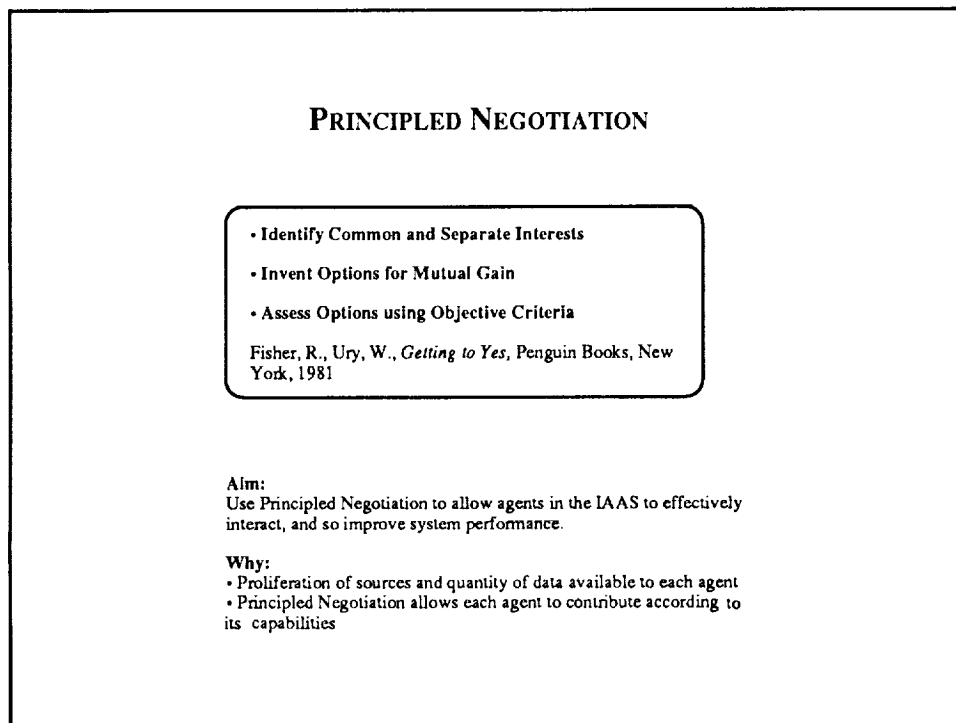 PRINCIPLED NEGOTIATION
• Identify Common and Separate Interests
• Invent Options for Mutual Gain
• Assess Options using Objective Criteria
Fisher, R., Ury, W., Getting to Yes, Penguin Books, New
York, 1981
Aim:
Use Principled Negotiation to allow agents in the IAAS to effectively
interact, and so improve system performance.
Why:
• Proliferation of sources and quantity of data available to each agent
• Principled Negotiation allows each agent to contribute according to
its capabilities